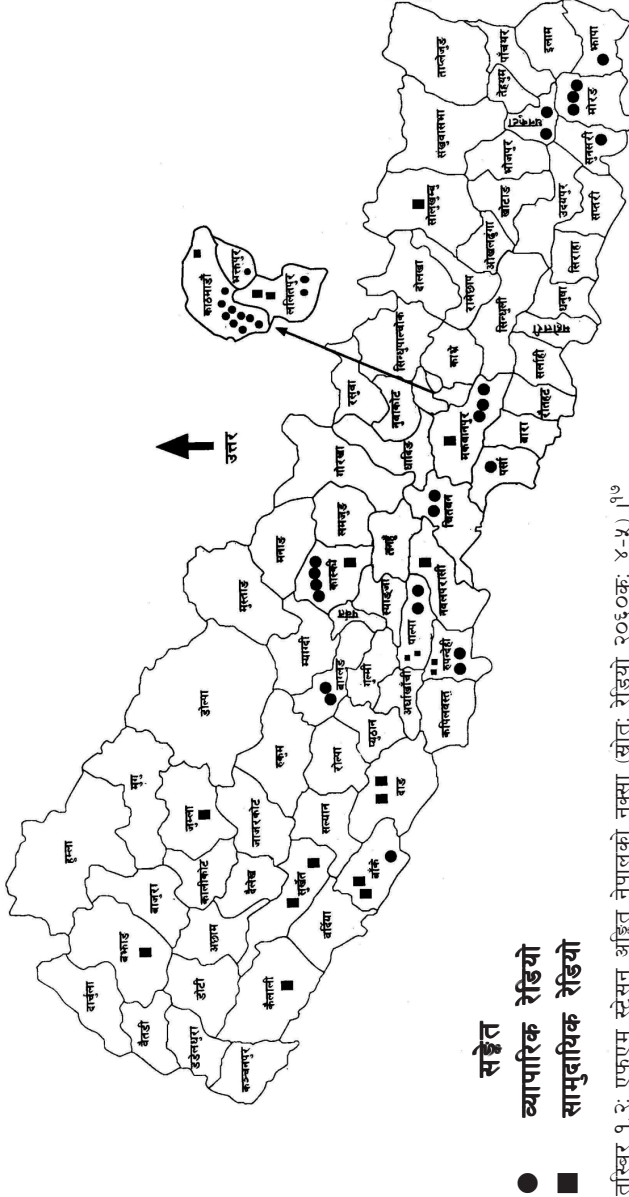 उत्तर
दार्चुला
हुम्ला
बैतडी
बझाङ
बाजुरा
मुगु
डडेलधुरा
डोटी
अछाम
कालीकोट
जुम्ला
डोल्पा
कञ्चनपुर
कैलाली
दैलेख
जाजरकोट
सुर्खेत
बर्दिया
बाँके
सल्यान
रुकुम
रोल्पा
दाङ
प्युठान
मुस्ताङ
म्याग्दी
बाग्लुङ
गुल्मी
अर्घाखाँची
कपिलवस्तु
मनाङ
कास्की
स्याङ्जा
पाल्पा
रुपन्देही
नवलपरासी
लमजुङ
तनहुँ
गोरखा
चितवन
धादिङ
रसुवा
नुवाकोट
मकवानपुर
पर्सा
बारा
रौतहट
सर्लाही
सिन्धुपाल्चोक
काभ्रे
काठमाडौं
भक्तपुर
ललितपुर
दोलखा
रामेछाप
सिन्धुली
धनुषा
सिराहा
सोलुखुम्बु
ओखलढुंगा
खोटाङ
उदयपुर
सप्तरी
संखुवासभा
भोजपुर
धनकुटा
सुनसरी
मोरङ
ताप्लेजुङ
तेह्रथुम
पाँचथर
इलाम
झापा
सङ्केत
व्यापारिक रेडियो
सामुदायिक रेडियो
तस्बिर १.२: एफएम स्टेसन अङ्कित नेपालको नक्सा (स्रोत: रेडियो २०६०क: ४-५) ।१७